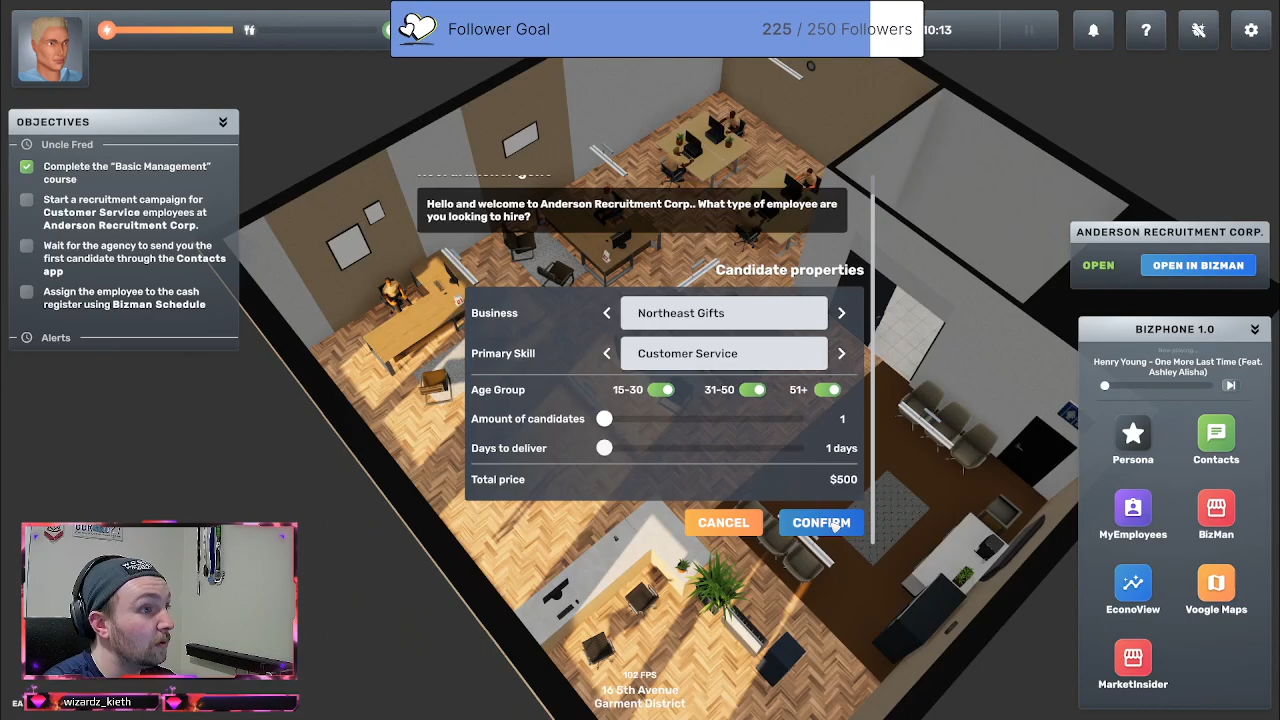 Follower Goal
225 / 250 Followers
10:13
OBJECTIVES
Uncle Fred
Complete the "Basic Management"
course
Start a recruitment campaign for
Customer Service employees at
Anderson Recruitment Corp.
Wait for the agency to send you the
first candidate through the Contacts
app
Assign the employee to the cash
register using Bizman Schedule
Alerts
Hello and welcome to Anderson Recruitment Corp.. What type of employee are
you looking to hire?
Candidate properties
Business
Northeast Gifts
Primary Skill
Customer Service
Age Group
15-30
31-50
51+
Amount of candidates
1
Days to deliver
1 days
Total price
$500
CANCEL
CONFIRM
ANDERSON RECRUITMENT CORP.
OPEN
OPEN IN BIZMAN
BIZPHONE 1.0
Now playing...
Henry Young - One More Last Time (Feat.
Ashley Alisha)
Persona
Contacts
MyEmployees
BizMan
EconoView
Voogle Maps
MarketInsider
102 FPS
16 5th Avenue
Garment District
EA
wizardz_kieth